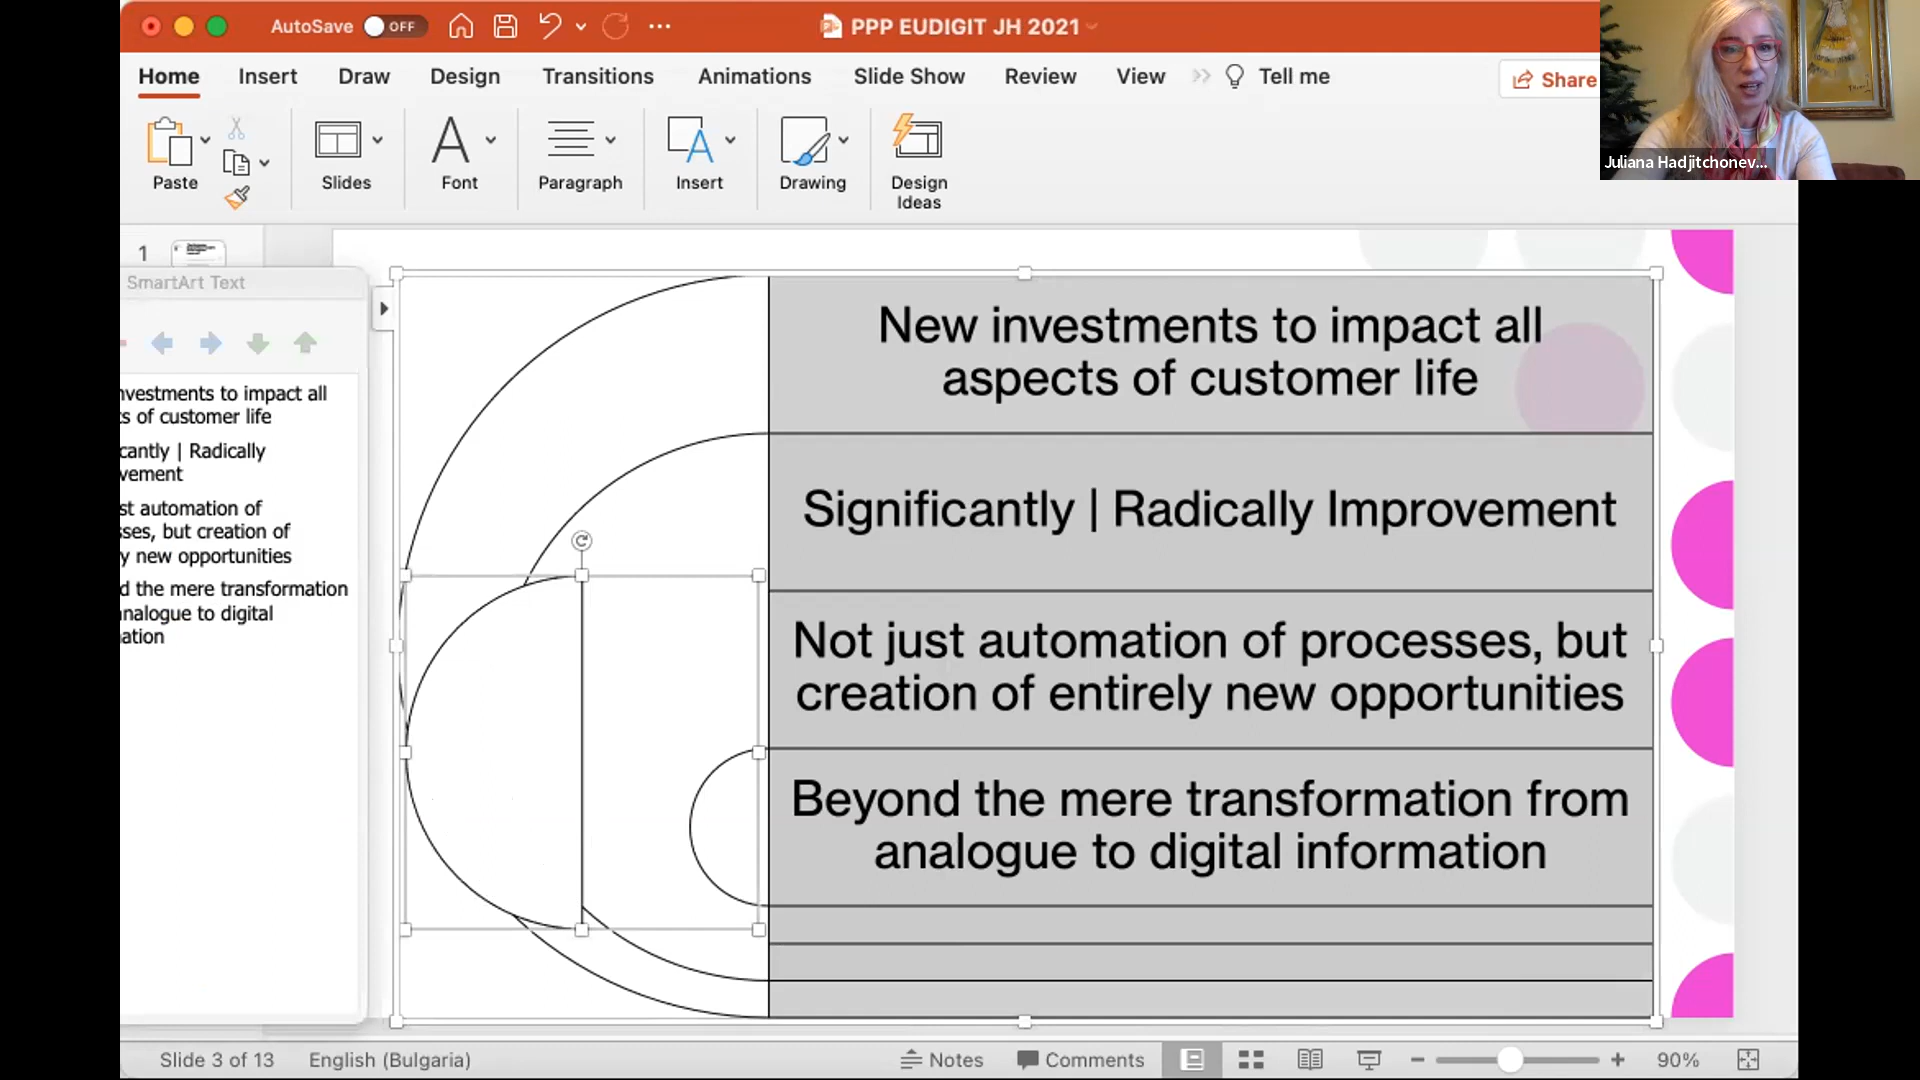 AutoSave OFF
PPP EUDIGIT JH 2021
Home Insert Draw Design Transitions Animations Slide Show Review View Tell me
Share
Paste Slides Font Paragraph Insert Drawing Design
Ideas
Juliana Hadjitchonev...
1
SmartArt Text
nvestments to impact all
s of customer life
cantly | Radically
vement
st automation of
sses, but creation of
y new opportunities
d the mere transformation
analogue to digital
ation
New investments to impact all
aspects of customer life
Significantly | Radically Improvement
Not just automation of processes, but
creation of entirely new opportunities
Beyond the mere transformation from
analogue to digital information
Slide 3 of 13 English (Bulgaria) Notes Comments 90%